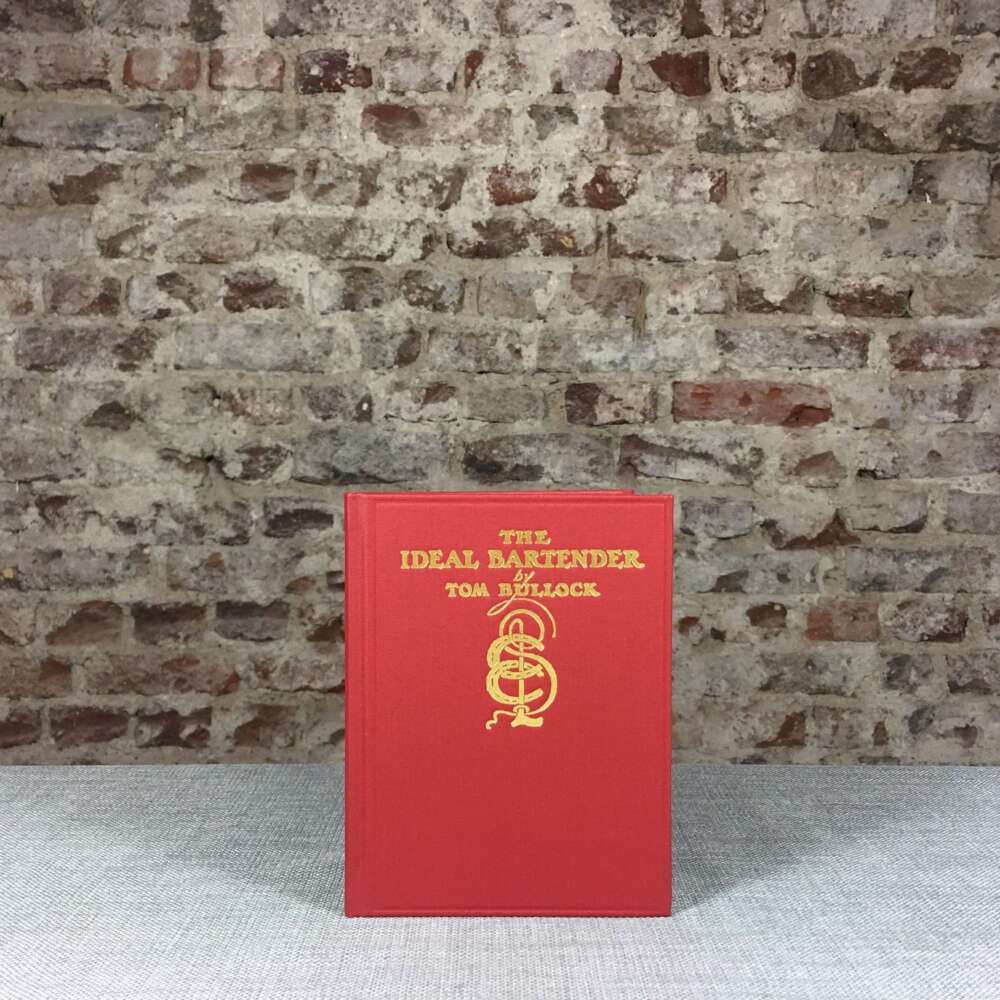 THE
IDEAL BARTENDER
by
TOM BULLOCK